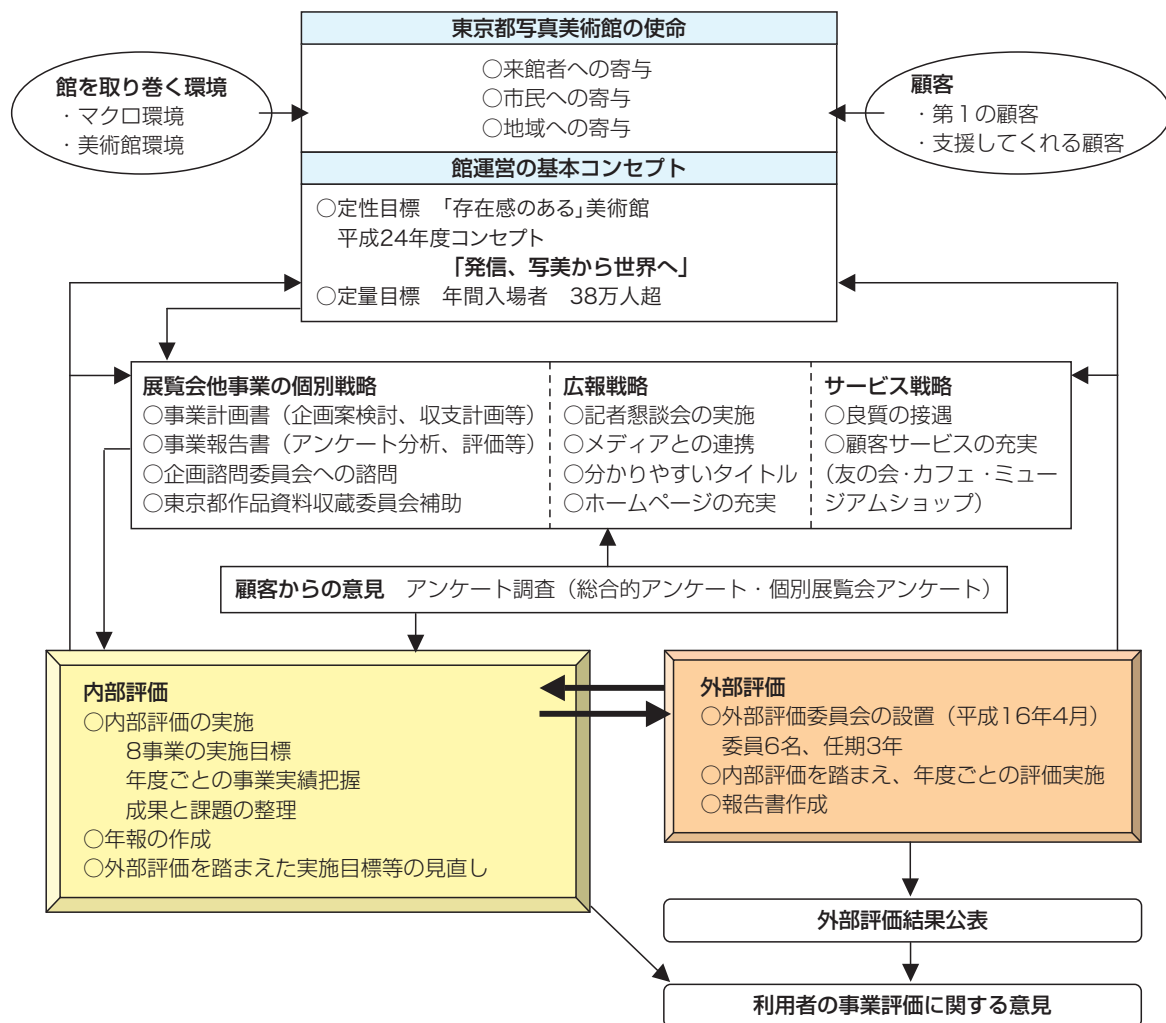 東京都写真美術館の使命
○来館者への寄与
○市民への寄与
○地域への寄与
館を取り巻く環境
・マクロ環境
・美術館環境
顧客
・第1の顧客
・支援してくれる顧客
館運営の基本コンセプト
○定性目標 「存在感のある」美術館
平成24年度コンセプト
「発信、写美から世界へ」
○定量目標 年間入場者 38万人超
展覧会他事業の個別戦略
○事業計画書（企画案検討、収支計画等）
○事業報告書（アンケート分析、評価等）
○企画諮問委員会への諮問
○東京都作品資料収蔵委員会補助
広報戦略
○記者懇談会の実施
○メディアとの連携
○分かりやすいタイトル
○ホームページの充実
サービス戦略
○良質の接遇
○顧客サービスの充実
（友の会・カフェ・ミュー
ジアムショップ）
顧客からの意見 アンケート調査（総合的アンケート・個別展覧会アンケート）
内部評価
○内部評価の実施
8事業の実施目標
年度ごとの事業実績把握
成果と課題の整理
○年報の作成
○外部評価を踏まえた実施目標等の見直し
外部評価
○外部評価委員会の設置（平成16年4月）
委員6名、任期3年
○内部評価を踏まえ、年度ごとの評価実施
○報告書作成
外部評価結果公表
利用者の事業評価に関する意見